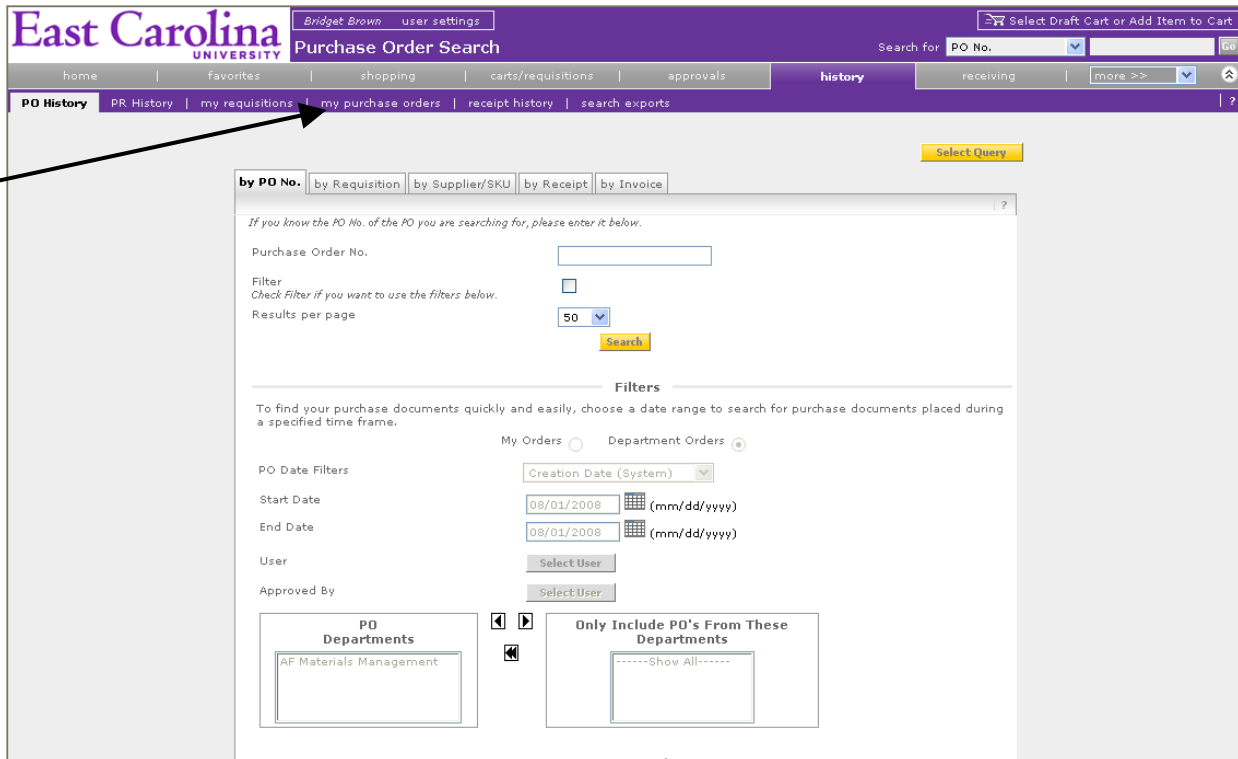 East Carolina
UNIVERSITY
Bridget Brown user settings
Select Draft Cart or Add Item to Cart
Purchase Order Search
Search for PO No. Go
home | favorites | shopping | carts/requisitions | approvals history receiving | more >>
PO History PR History | my requisitions | my purchase orders | receipt history | search exports | ?
Select Query
by PO No. by Requisition by Supplier/SKU by Receipt by Invoice
?
If you know the PO No. of the PO you are searching for, please enter it below.
Purchase Order No.
Filter
Check Filter if you want to use the filters below.
Results per page 50
Search
Filters
To find your purchase documents quickly and easily, choose a date range to search for purchase documents placed during
a specified time frame.
My Orders Department Orders
PO Date Filters Creation Date (System)
Start Date 08/01/2008 (mm/dd/yyyy)
End Date 08/01/2008 (mm/dd/yyyy)
User Select User
Approved By Select User
PO
Departments
AF Materials Management
Only Include PO's From These
Departments
------Show All------